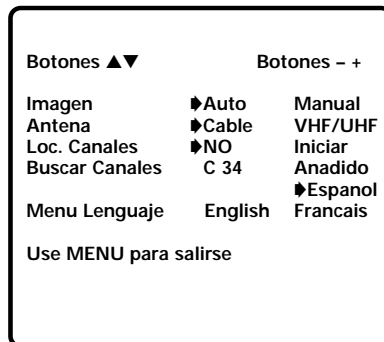 Botones ▲▼ Botones – +
Imagen ➧Auto Manual
Antena ➧Cable VHF/UHF
Loc. Canales ➧NO Iniciar
Buscar Canales C 34 Anadido
➧Espanol
Menu Lenguaje English Francais
Use MENU para salirse